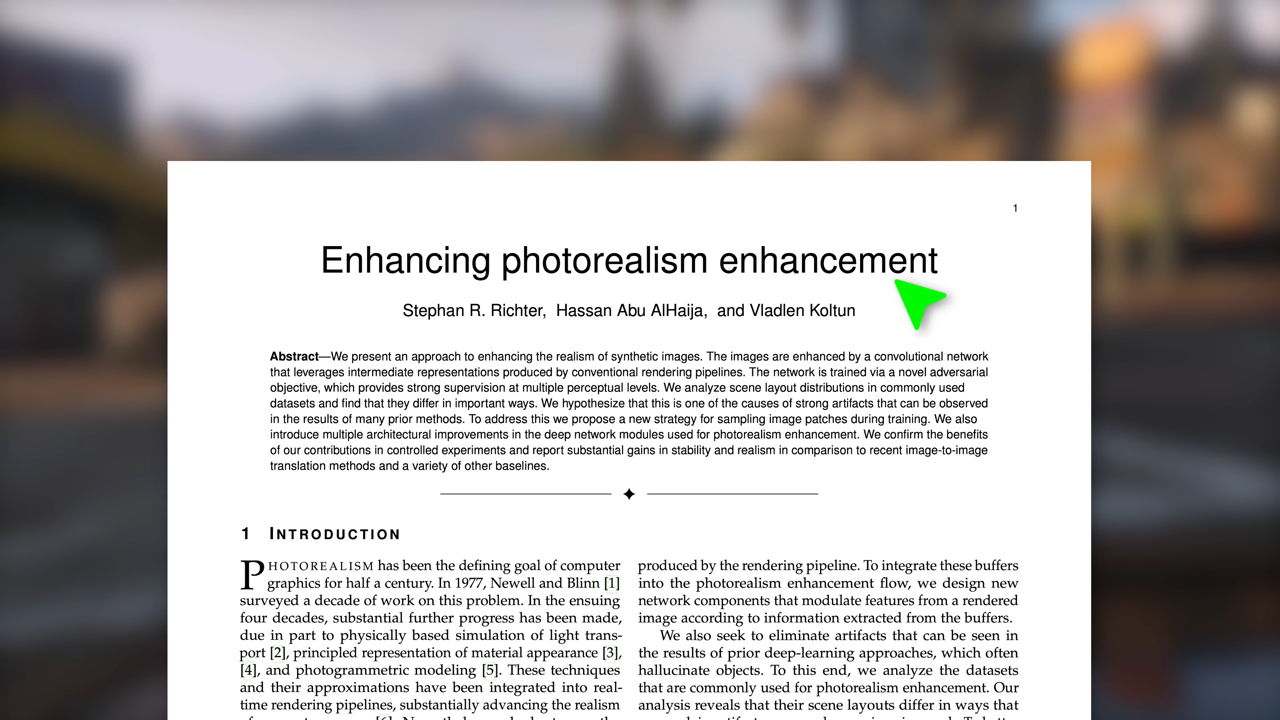 1
Enhancing photorealism enhancement
Stephan R. Richter, Hassan Abu AlHaija, and Vladlen Koltun
Abstract—We present an approach to enhancing the realism of synthetic images. The images are enhanced by a convolutional network
that leverages intermediate representations produced by conventional rendering pipelines. The network is trained via a novel adversarial
objective, which provides strong supervision at multiple perceptual levels. We analyze scene layout distributions in commonly used
datasets and find that they differ in important ways. We hypothesize that this is one of the causes of strong artifacts that can be observed
in the results of many prior methods. To address this we propose a new strategy for sampling image patches during training. We also
introduce multiple architectural improvements in the deep network modules used for photorealism enhancement. We confirm the benefits
of our contributions in controlled experiments and report substantial gains in stability and realism in comparison to recent image-to-image
translation methods and a variety of other baselines.
1 INTRODUCTION
PHOTOREALISM has been the defining goal of computer
graphics for half a century. In 1977, Newell and Blinn [1]
surveyed a decade of work on this problem. In the ensuing
four decades, substantial further progress has been made,
due in part to physically based simulation of light trans-
port [2], principled representation of material appearance [3],
[4], and photogrammetric modeling [5]. These techniques
and their approximations have been integrated into real-
time rendering pipelines, substantially advancing the realism
produced by the rendering pipeline. To integrate these buffers
into the photorealism enhancement flow, we design new
network components that modulate features from a rendered
image according to information extracted from the buffers.
We also seek to eliminate artifacts that can be seen in
the results of prior deep-learning approaches, which often
hallucinate objects. To this end, we analyze the datasets
that are commonly used for photorealism enhancement. Our
analysis reveals that their scene layouts differ in ways that